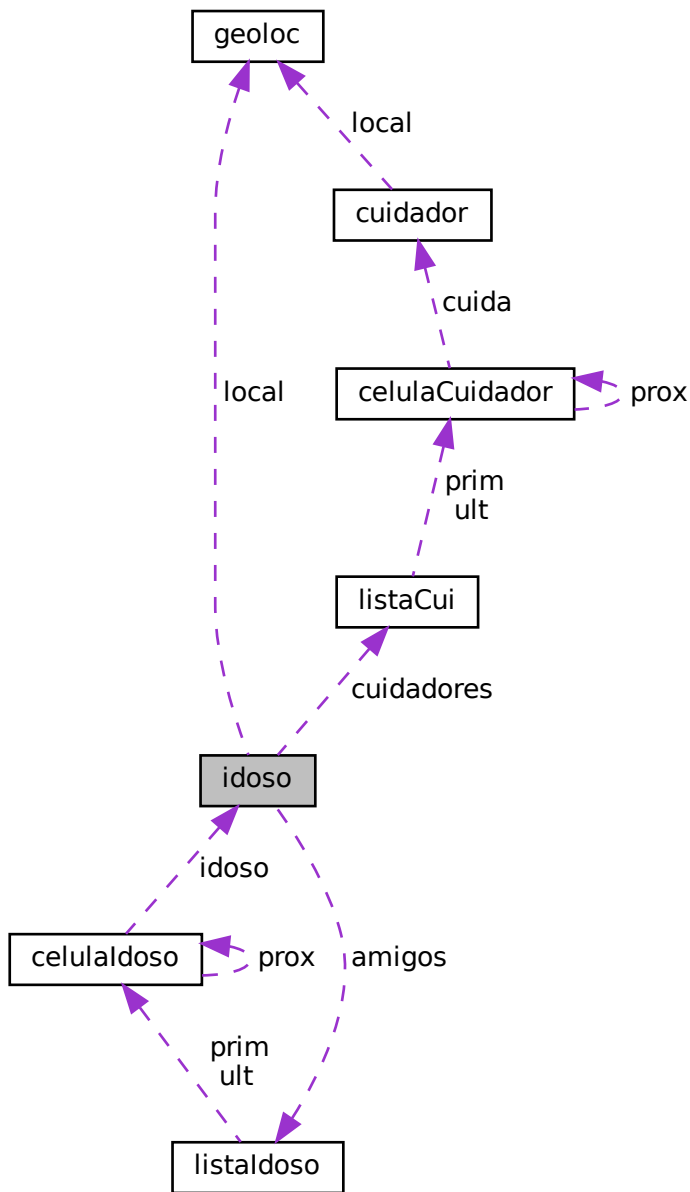 geoloc
local
cuidador
cuida
local
celulaCuidador
prox
prim
ult
listaCui
cuidadores
idoso
idoso
celulaIdoso
prox
amigos
prim
ult
listaIdoso